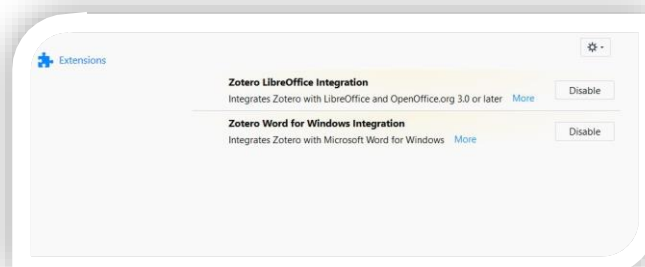 Extensions
Zotero LibreOffice Integration
Integrates Zotero with LibreOffice and OpenOffice.org 3.0 or later More
Disable
Zotero Word for Windows Integration
Integrates Zotero with Microsoft Word for Windows More
Disable